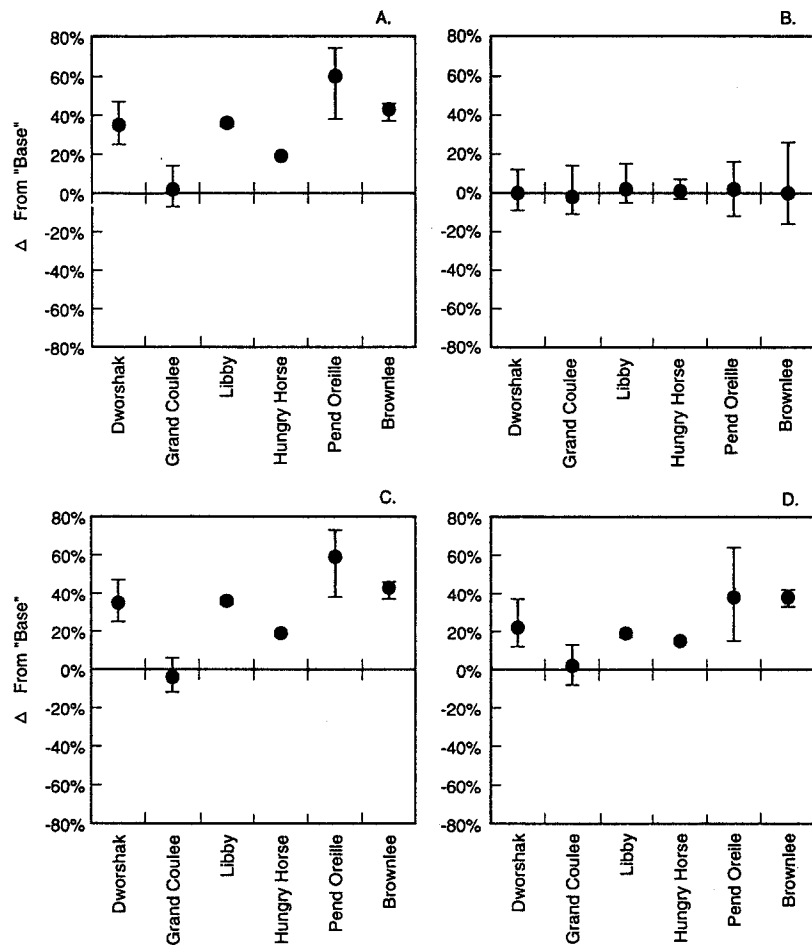 A.
80%
60%
40%
20%
0%
-20%
-40%
-60%
-80%
Δ From "Base"
Dworshak
Grand Coulee
Libby
Hungry Horse
Pend Oreille
Brownlee
B.
80%
60%
40%
20%
0%
-20%
-40%
-60%
-80%
Dworshak
Grand Coulee
Libby
Hungry Horse
Pend Oreille
Brownlee
C.
80%
60%
40%
20%
0%
-20%
-40%
-60%
-80%
Δ From "Base"
Dworshak
Grand Coulee
Libby
Hungry Horse
Pend Oreille
Brownlee
D.
80%
60%
40%
20%
0%
-20%
-40%
-60%
-80%
Dworshak
Grand Coulee
Libby
Hungry Horse
Pend Oreille
Brownlee